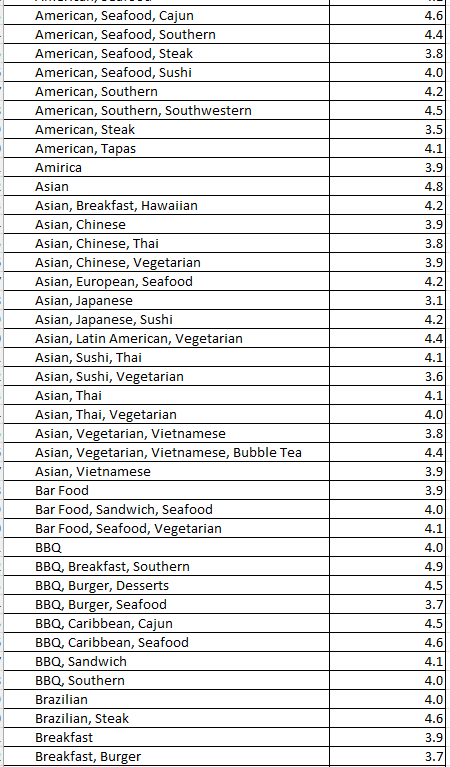 American, Seafood, Cajun 4.6
American, Seafood, Southern 4.4
American, Seafood, Steak 3.8
American, Seafood, Sushi 4.0
American, Southern 4.2
American, Southern, Southwestern 4.5
American, Steak 3.5
American, Tapas 4.1
Amirica 3.9
Asian 4.8
Asian, Breakfast, Hawaiian 4.2
Asian, Chinese 3.9
Asian, Chinese, Thai 3.8
Asian, Chinese, Vegetarian 3.9
Asian, European, Seafood 4.2
Asian, Japanese 3.1
Asian, Japanese, Sushi 4.2
Asian, Latin American, Vegetarian 4.4
Asian, Sushi, Thai 4.1
Asian, Sushi, Vegetarian 3.6
Asian, Thai 4.1
Asian, Thai, Vegetarian 4.0
Asian, Vegetarian, Vietnamese 3.8
Asian, Vegetarian, Vietnamese, Bubble Tea 4.4
Asian, Vietnamese 3.9
Bar Food 3.9
Bar Food, Sandwich, Seafood 4.0
Bar Food, Seafood, Vegetarian 4.1
BBQ 4.0
BBQ, Breakfast, Southern 4.9
BBQ, Burger, Desserts 4.5
BBQ, Burger, Seafood 3.7
BBQ, Caribbean, Cajun 4.5
BBQ, Caribbean, Seafood 4.6
BBQ, Sandwich 4.1
BBQ, Southern 4.0
Brazilian 4.0
Brazilian, Steak 4.6
Breakfast 3.9
Breakfast, Burger 3.7